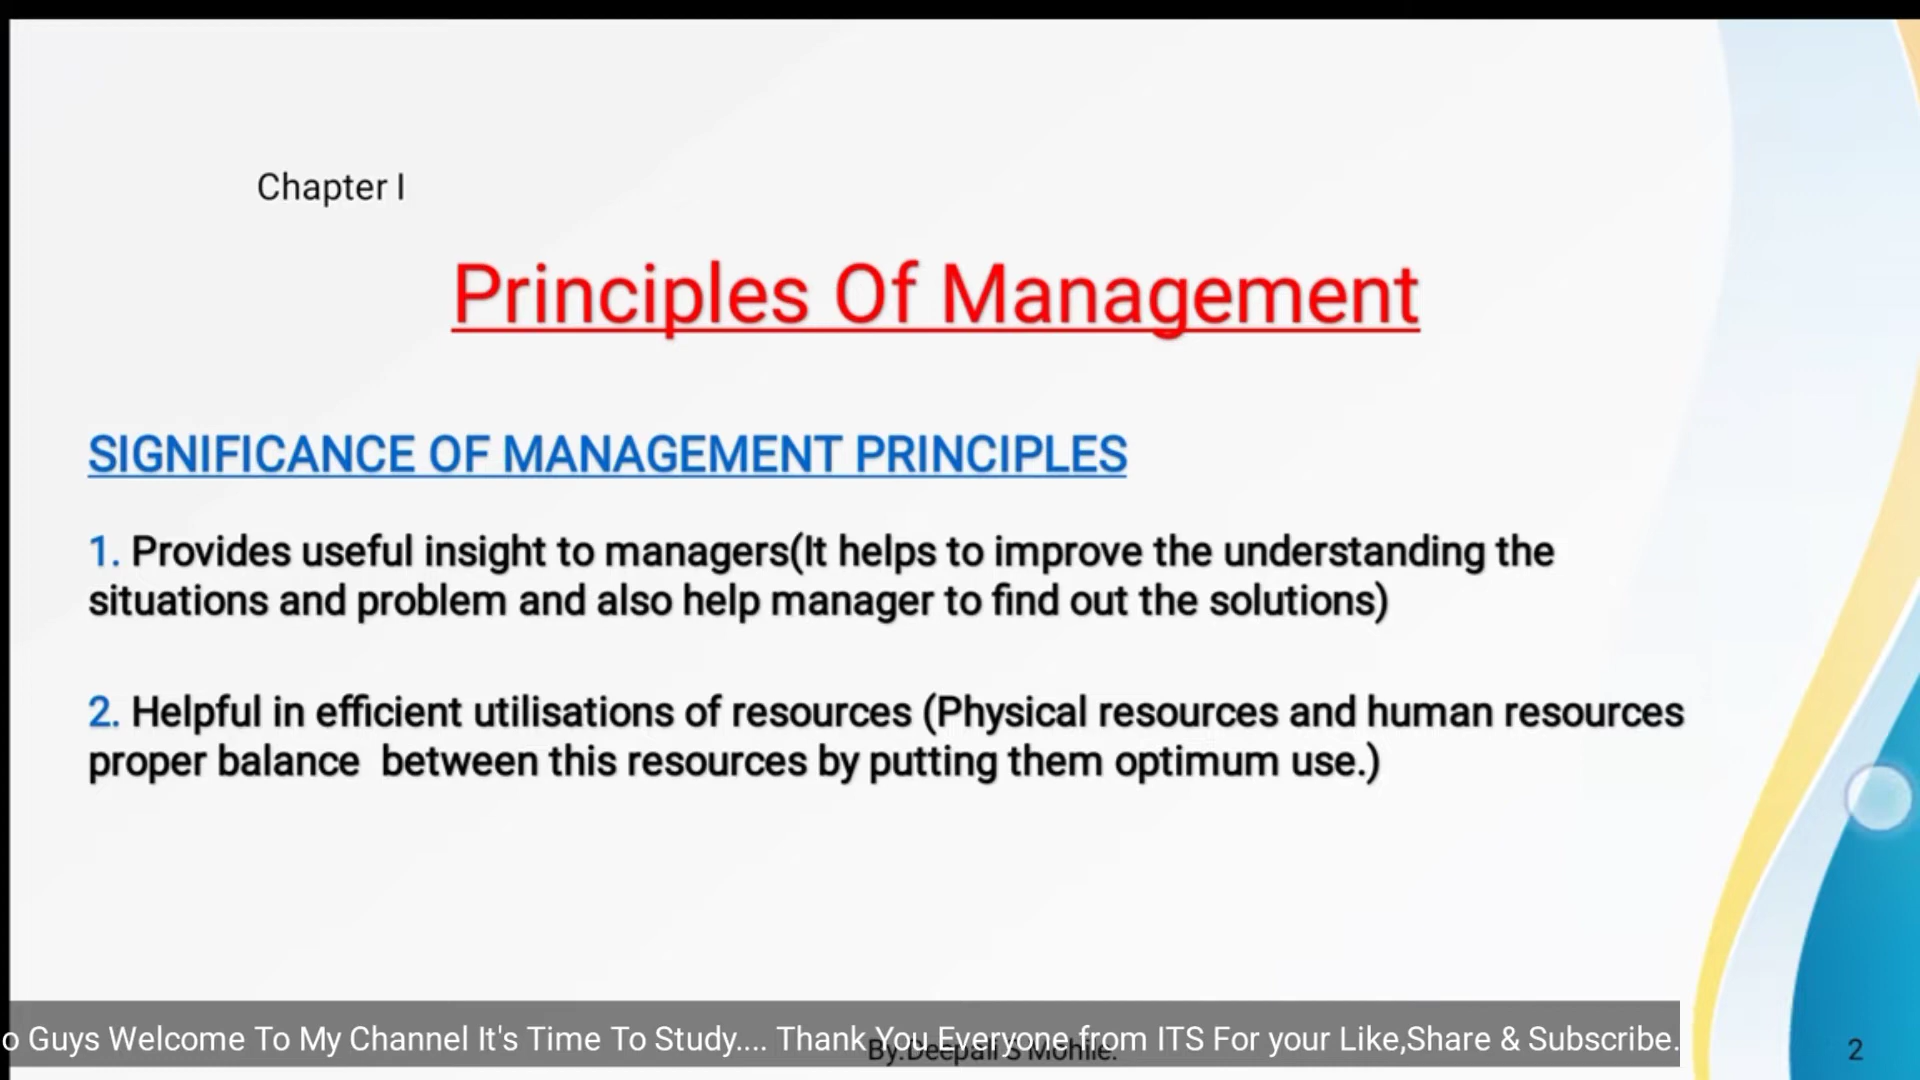 Chapter I
Principles Of Management
SIGNIFICANCE OF MANAGEMENT PRINCIPLES
1. Provides useful insight to managers(It helps to improve the understanding the
situations and problem and also help manager to find out the solutions)
2. Helpful in efficient utilisations of resources (Physical resources and human resources
proper balance  between this resources by putting them optimum use.)
o Guys Welcome To My Channel It's Time To Study.... Thank You Everyone from ITS For your Like,Share & Subscribe.
By:Deepali S Mohile.
2